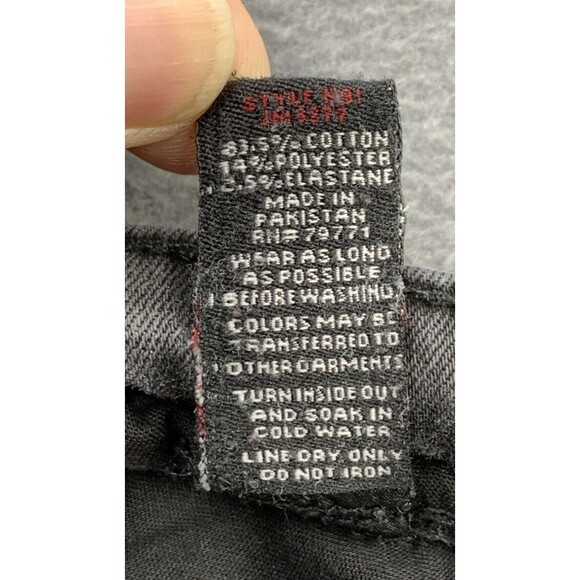 STYLE NO:
83.5% COTTON
14% POLYESTER
2.5% ELASTANE
MADE IN
PAKISTAN
RN# 79771
WEAR AS LONG
AS POSSIBLE
BEFORE WASHING.
COLORS MAY BE
TRANSFERRED TO
OTHER GARMENTS
TURN INSIDE OUT
AND SOAK IN
COLD WATER
LINE DRY ONLY
DO NOT IRON